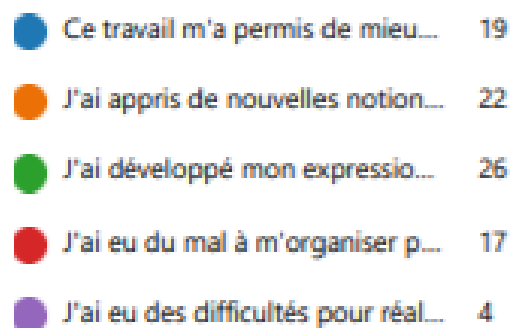 Ce travail m'a permis de mieu... 19
J'ai appris de nouvelles notion... 22
J'ai développé mon expressio... 26
J'ai eu du mal à m'organiser p... 17
J'ai eu des difficultés pour réal... 4